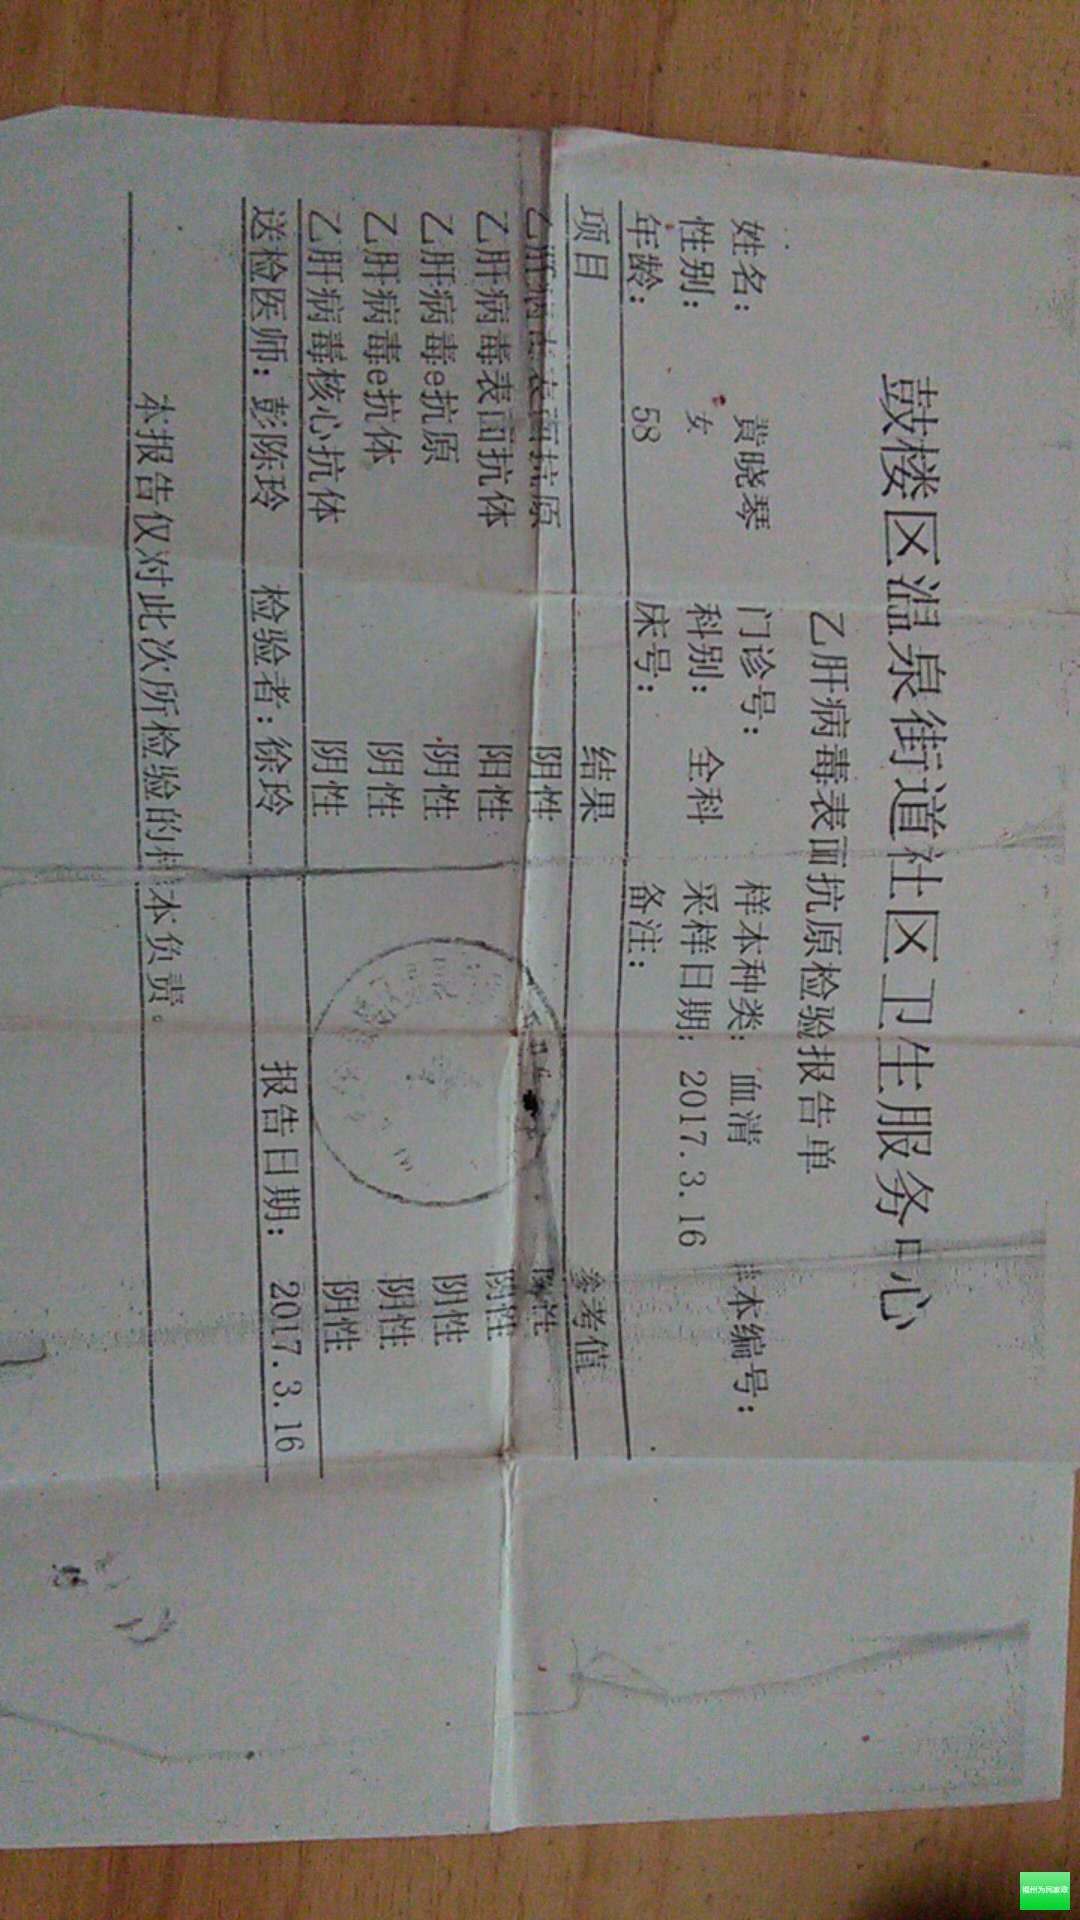 鼓楼区温泉街道社区卫生服务中心
乙肝病毒表面抗原检验报告单
姓名： 黄晓琴 门诊号： 样本种类：血清 样本编号：
性别： 女 科别： 全科 采样日期：2017.3.16
年龄： 58 床号： 备注：
项目 结果 参考值
乙肝病毒表面抗原 阴性 阴性
乙肝病毒表面抗体 阳性 阴性
乙肝病毒e抗原 阴性 阴性
乙肝病毒e抗体 阴性 阴性
乙肝病毒核心抗体 阴性 阴性
送检医师：彭陈玲 检验者：徐玲 报告日期： 2017.3.16
本报告仅对此次所检验的样本负责。
福州为民家政